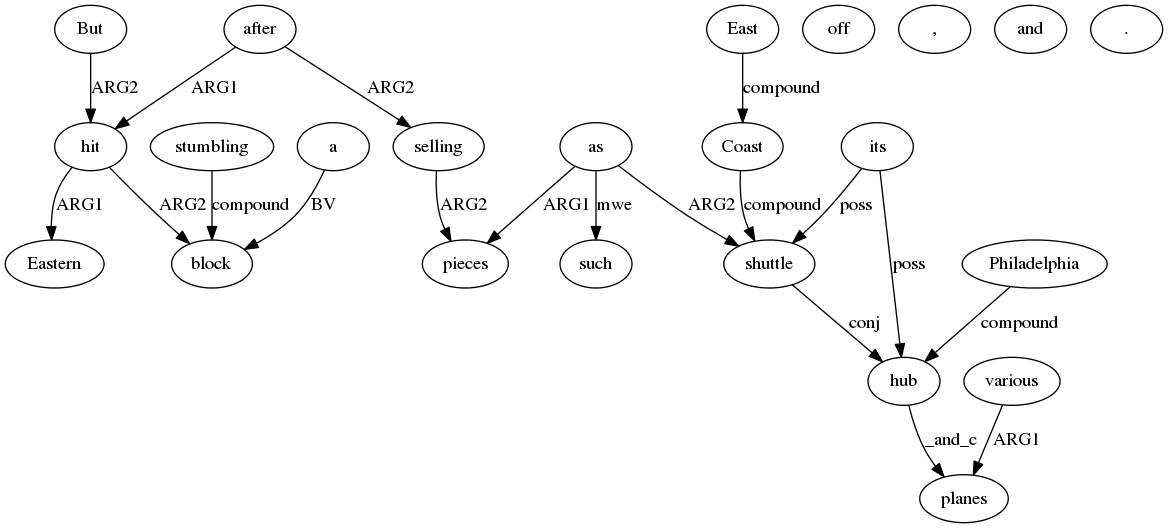 But after East off , and .
ARG2 ARG1 ARG2 compound
hit stumbling a selling as Coast its
ARG1 ARG2 compound BV ARG2 ARG1 mwe ARG2 compound poss poss
Eastern block pieces such shuttle Philadelphia
conj compound
hub various
_and_c ARG1
planes